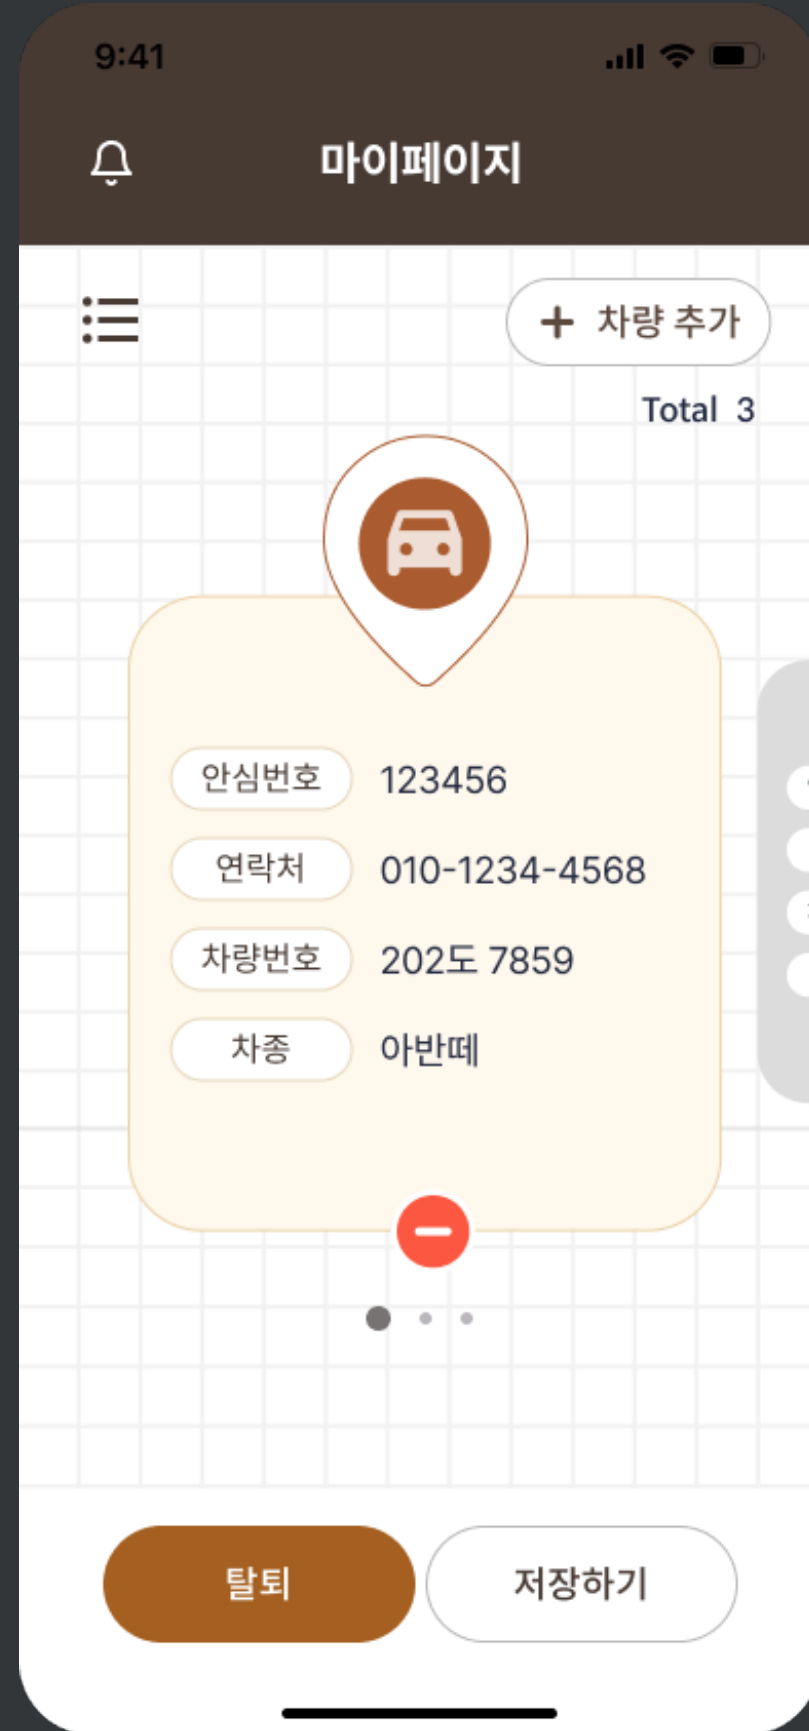 9:41
마이페이지
차량 추가
Total 3
안심번호 123456
연락처 010-1234-4568
차량번호 202도 7859
차종 아반떼
탈퇴 저장하기